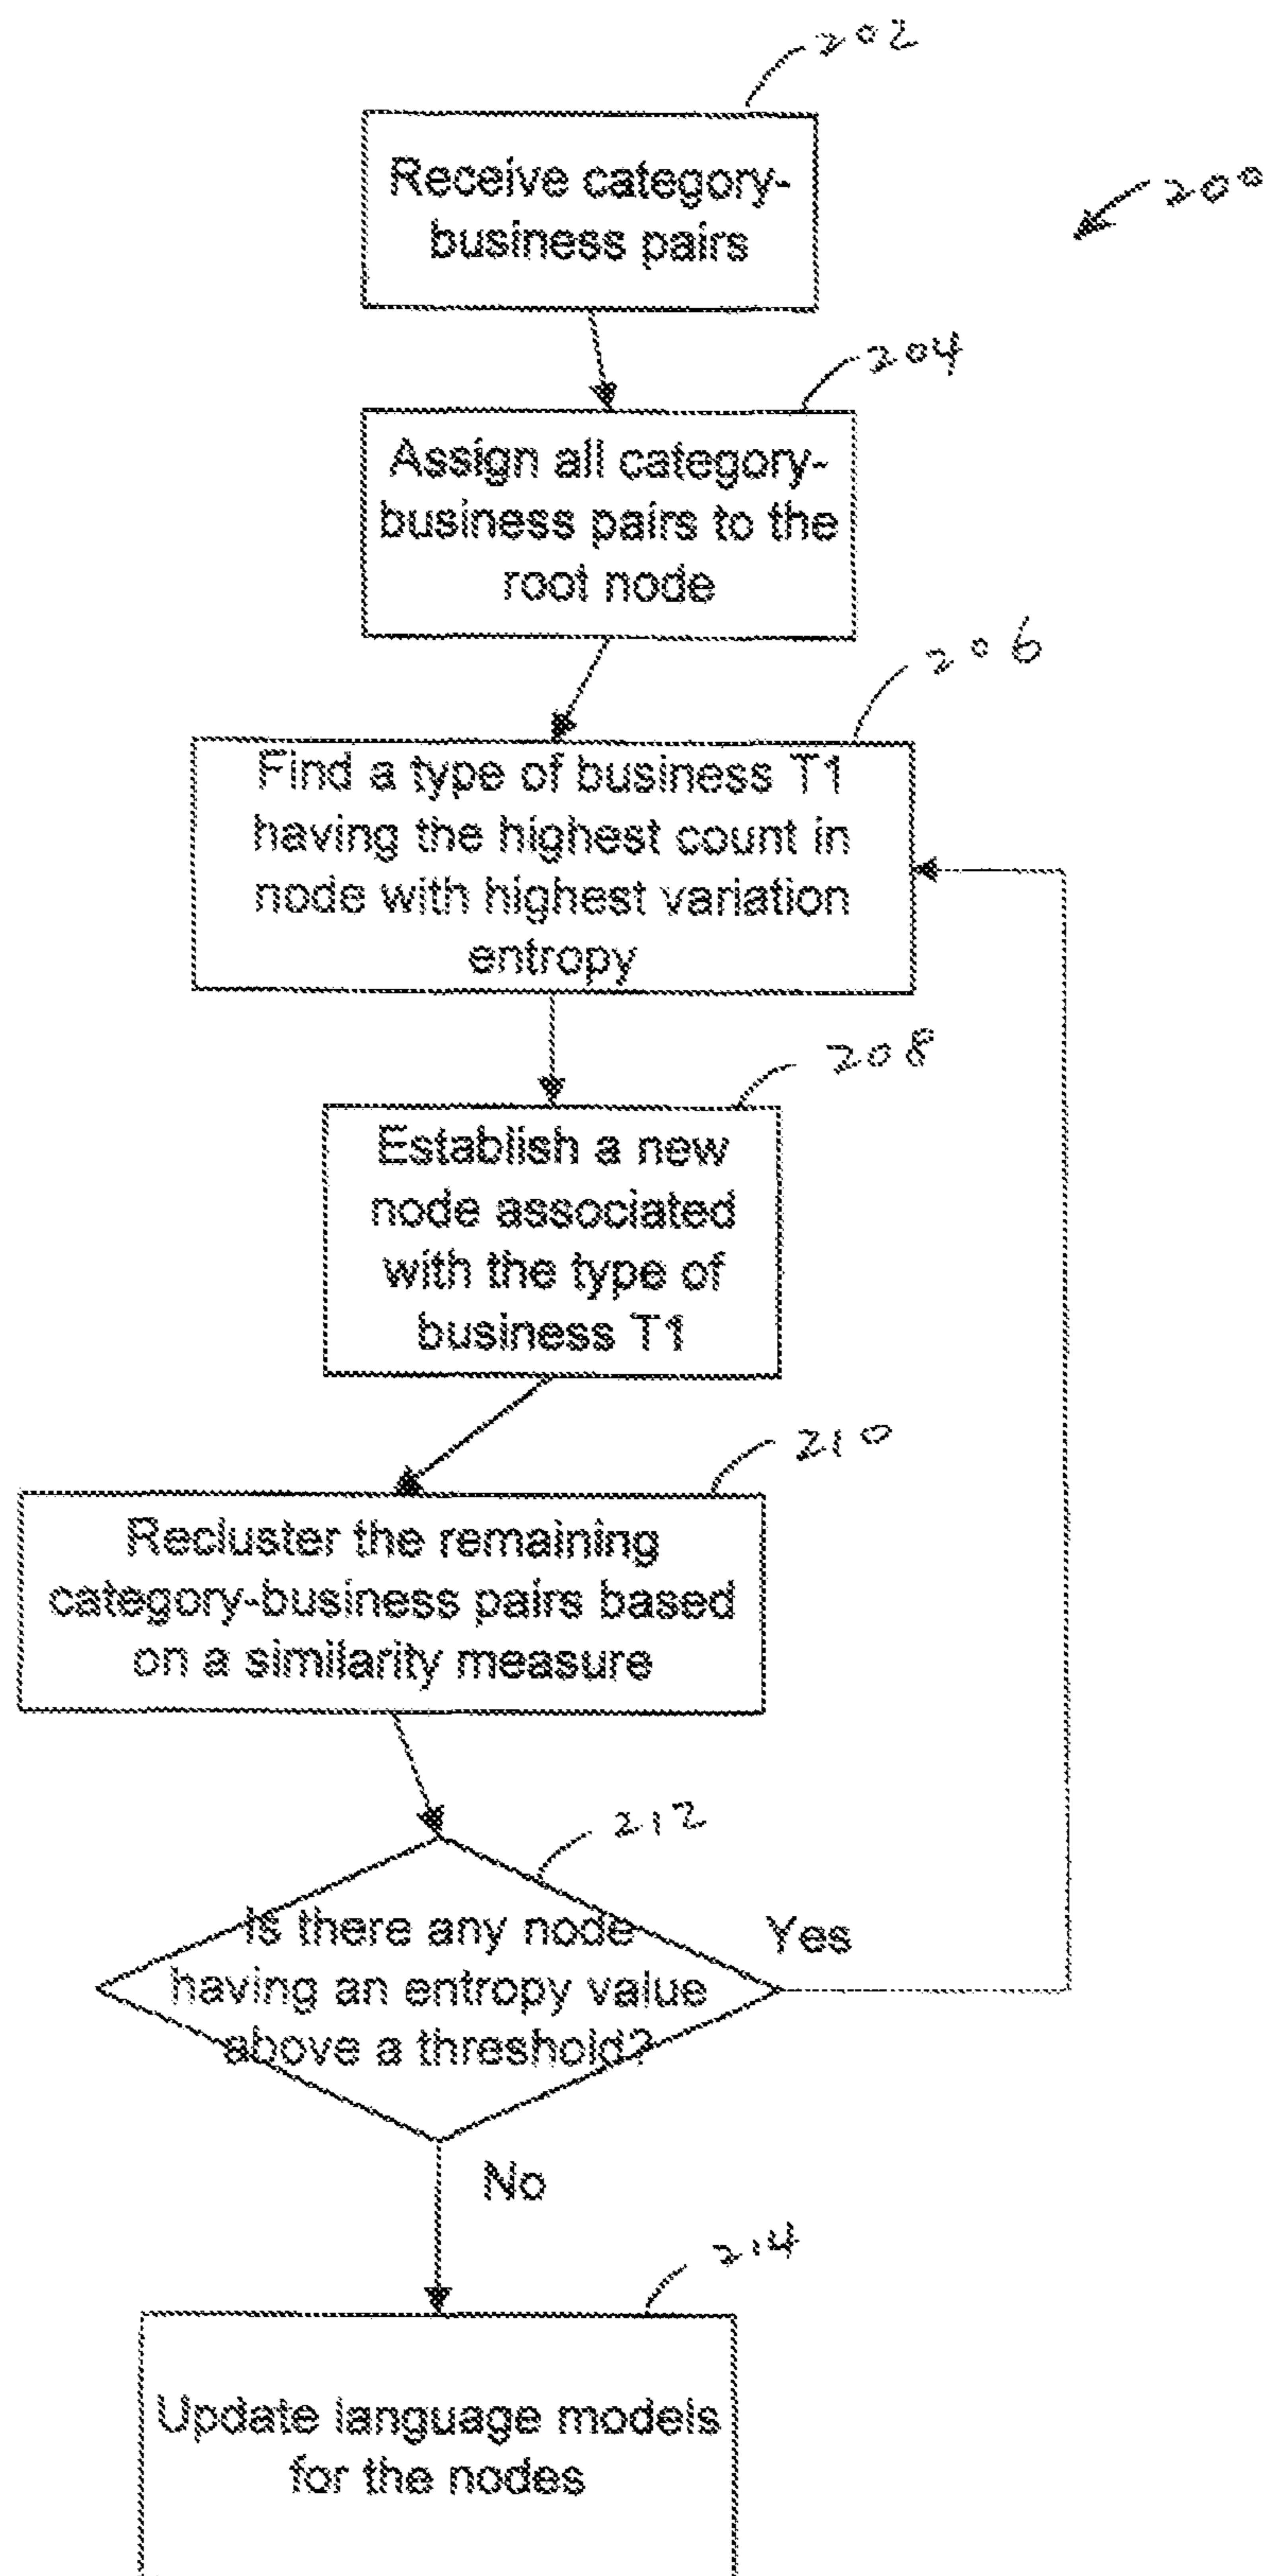 202
Receive category-
business pairs
200
204
Assign all category-
business pairs to the
root node
206
Find a type of business T1
having the highest count in
node with highest variation
entropy
208
Establish a new
node associated
with the type of
business T1
210
Recluster the remaining
category-business pairs based
on a similarity measure
212
Is there any node
having an entropy value
above a threshold?
Yes
No
214
Update language models
for the nodes